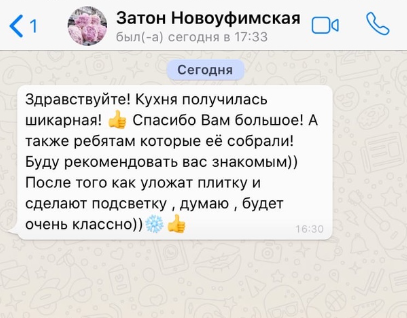 1
Затон Новоуфимская
был(-а) сегодня в 17:33
Сегодня
Здравствуйте! Кухня получилась
шикарная! 👍 Спасибо Вам большое! А
также ребятам которые её собрали!
Буду рекомендовать вас знакомым))
После того как уложат плитку и
сделают подсветку , думаю , будет
очень классно))❄️👍
16:30